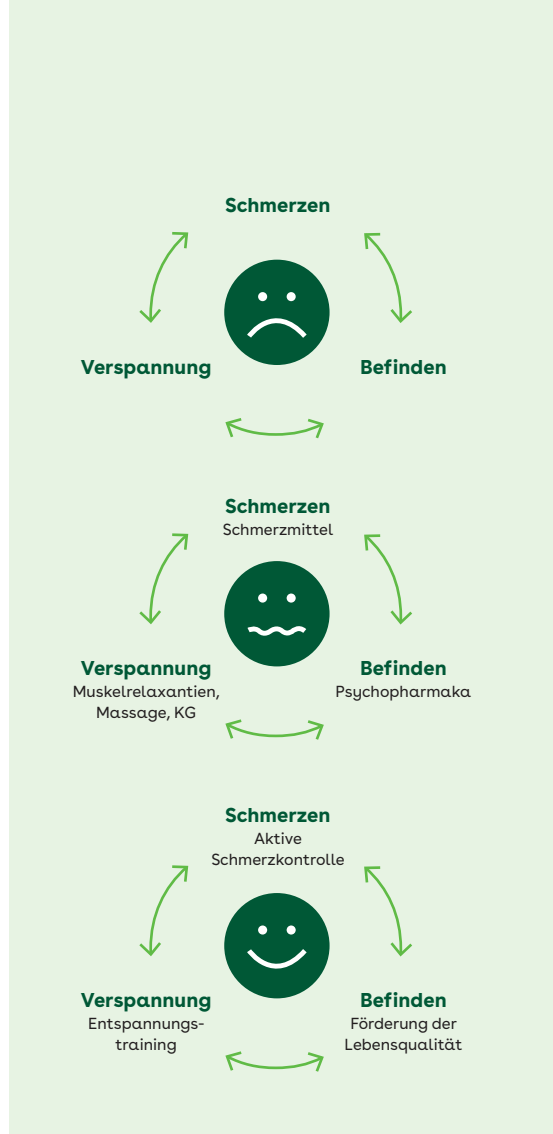 Schmerzen
Verspannung
Befinden
Schmerzen
Schmerzmittel
Verspannung
Muskelrelaxantien,
Massage, KG
Befinden
Psychopharmaka
Schmerzen
Aktive
Schmerzkontrolle
Verspannung
Entspannungs-
training
Befinden
Förderung der
Lebensqualität